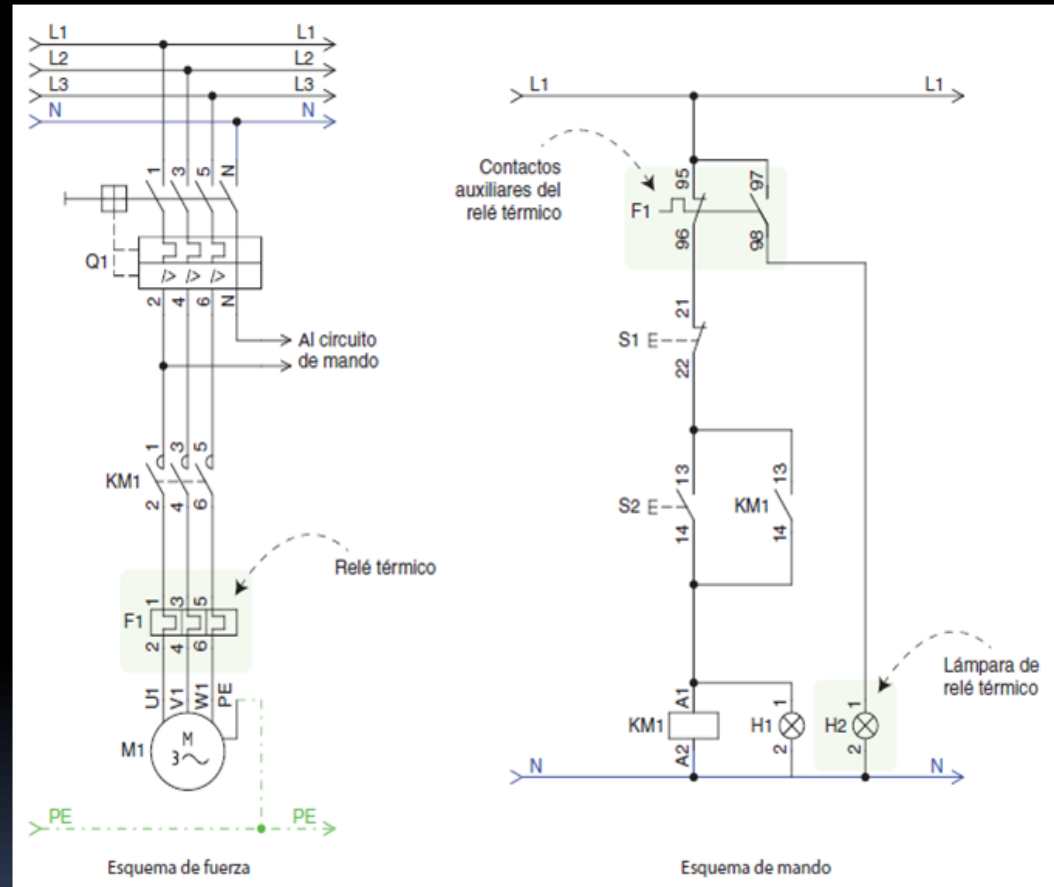 L1 L1
L2 L2
L3 L3
N N
1 3 5 N
Q1
/> /> />
2 4 6 N
Al circuito
de mando
1 3 5
KM1
2 4 6
Relé térmico
1 3 5
F1
2 4 6
U1 V1 W1 PE
M1
M
3
PE PE
Esquema de fuerza
L1 L1
Contactos
auxiliares del
relé térmico
95 97
F1
96 98
21
S1
22
13 13
S2 KM1
14 14
Lámpara de
relé térmico
A1 1 1
KM1 H1 H2
A2 2 2
N N
Esquema de mando